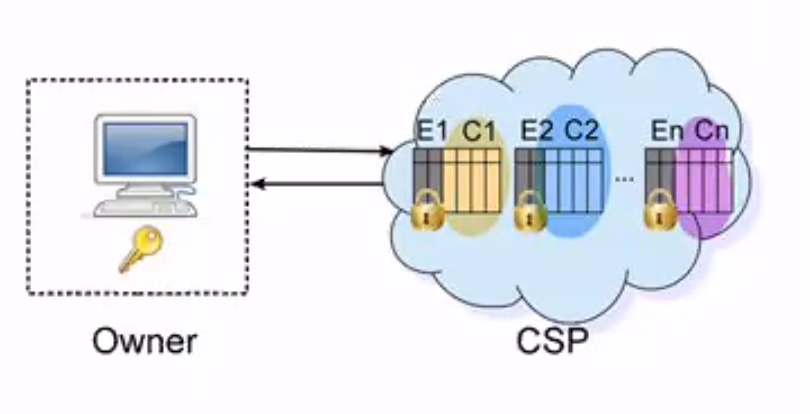 E1 C1 E2 C2 ... En Cn
Owner
CSP